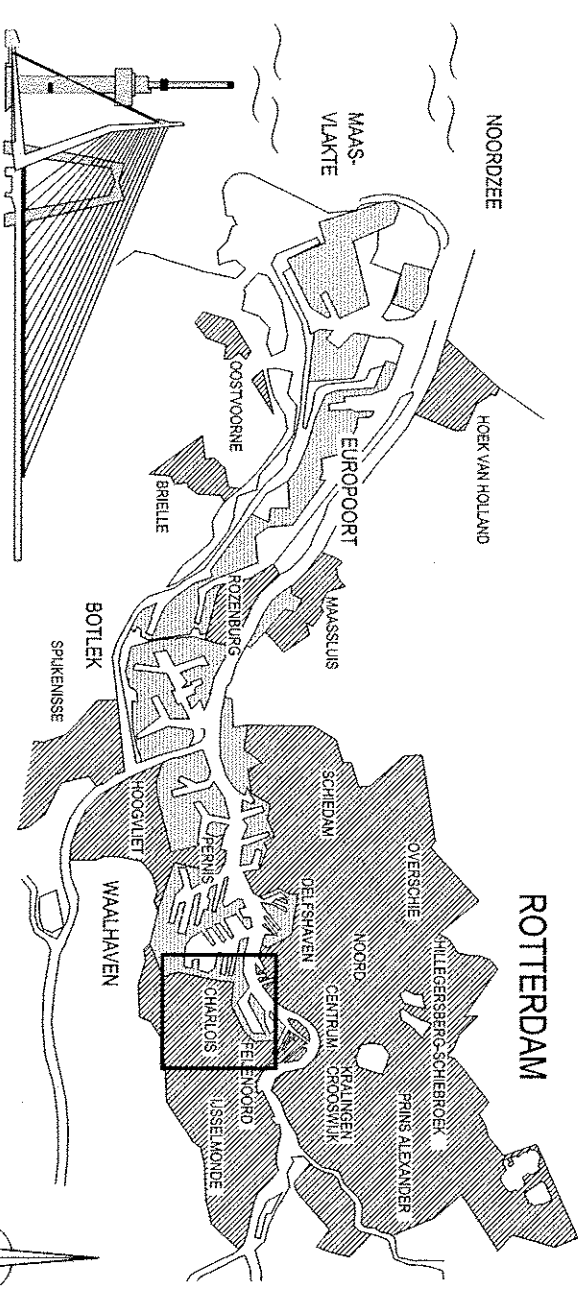 ROTTERDAM
NOORDZEE
HOEK VAN HOLLAND
MAAS-
VLAKTE
OOSTVOORNE
EUROPOORT
BRIELLE
MAASSLUIS
ROZENBURG
BOTLEK
SPIJKENISSE
HOOGVLIET
PERNIS
SCHIEDAM
OVERSCHIE
HILLEGERSBERG-SCHIEBROEK
DELFSHAVEN
NOORD
CENTRUM
KRALINGEN
CROOSWIJK
PRINS ALEXANDER
WAALHAVEN
CHARLOIS
FEIJENOORD
IJSSELMONDE